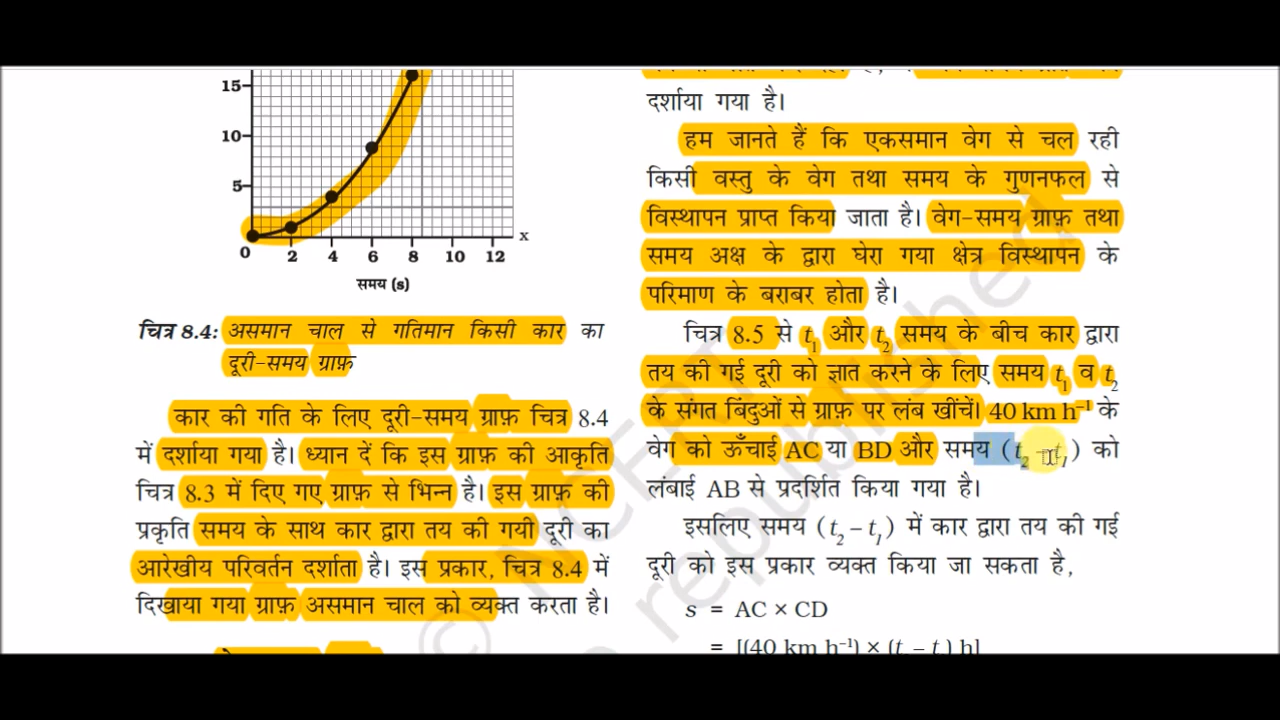 15
10
5
0 2 4 6 8 10 12
x
समय (s)
चित्र 8.4: असमान चाल से गतिमान किसी कार का
दूरी-समय ग्राफ़
कार की गति के लिए दूरी-समय ग्राफ़ चित्र 8.4
में दर्शाया गया है। ध्यान दें कि इस ग्राफ़ की आकृति
चित्र 8.3 में दिए गए ग्राफ़ से भिन्न है। इस ग्राफ़ की
प्रकृति समय के साथ कार द्वारा तय की गयी दूरी का
आरेखीय परिवर्तन दर्शाता है। इस प्रकार, चित्र 8.4 में
दिखाया गया ग्राफ़ असमान चाल को व्यक्त करता है।
दर्शाया गया है।
हम जानते हैं कि एकसमान वेग से चल रही
किसी वस्तु के वेग तथा समय के गुणनफल से
विस्थापन प्राप्त किया जाता है। वेग-समय ग्राफ़ तथा
समय अक्ष के द्वारा घेरा गया क्षेत्र विस्थापन के
परिमाण के बराबर होता है।
चित्र 8.5 से t₁ और t₂ समय के बीच कार द्वारा
तय की गई दूरी को ज्ञात करने के लिए समय t₁ व t₂
के संगत बिंदुओं से ग्राफ़ पर लंब खींचें। 40 km h⁻¹ के
वेग को ऊँचाई AC या BD और समय (t₂ – t₁) को
लंबाई AB से प्रदर्शित किया गया है।
इसलिए समय (t₂ – t₁) में कार द्वारा तय की गई
दूरी को इस प्रकार व्यक्त किया जा सकता है,
s = AC × CD
= [(40 km h⁻¹) × (t – t) h]
© NCERT
republished